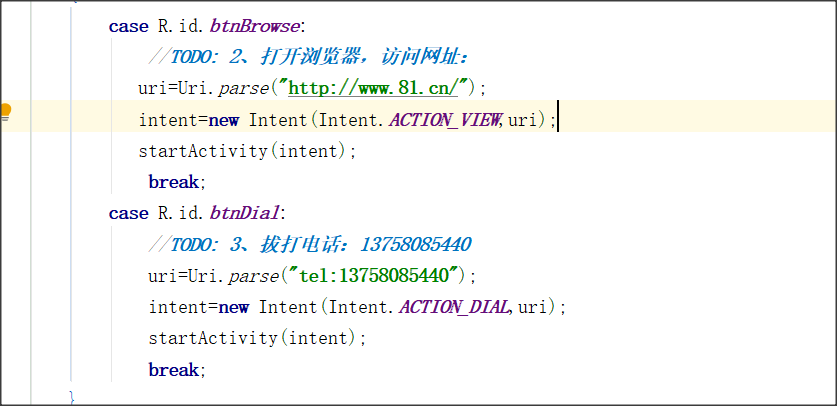 case R.id.btnBrowse:
//TODO: 2、打开浏览器，访问网址：
uri=Uri.parse("http://www.81.cn/");
intent=new Intent(Intent.ACTION_VIEW,uri);
startActivity(intent);
break;
case R.id.btnDial:
//TODO: 3、拔打电话：13758085440
uri=Uri.parse("tel:13758085440");
intent=new Intent(Intent.ACTION_DIAL,uri);
startActivity(intent);
break;
}